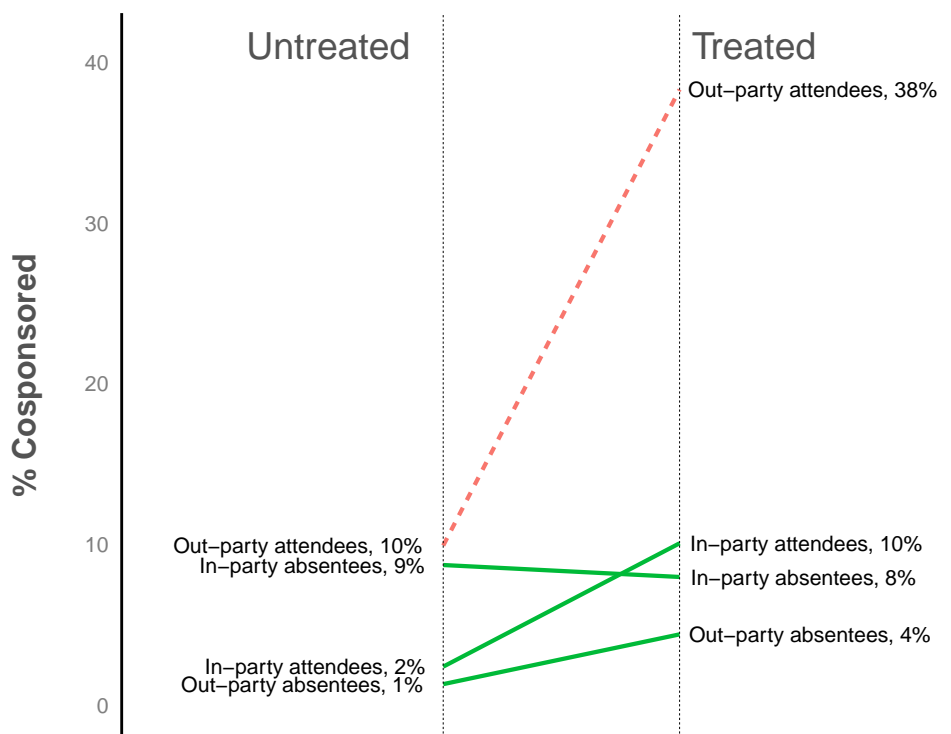 Untreated
Treated
40
Out–party attendees, 38%
30
% Cosponsored
20
10
Out–party attendees, 10%
In–party absentees, 9%
In–party attendees, 10%
In–party absentees, 8%
In–party attendees, 2%
Out–party absentees, 1%
Out–party absentees, 4%
0